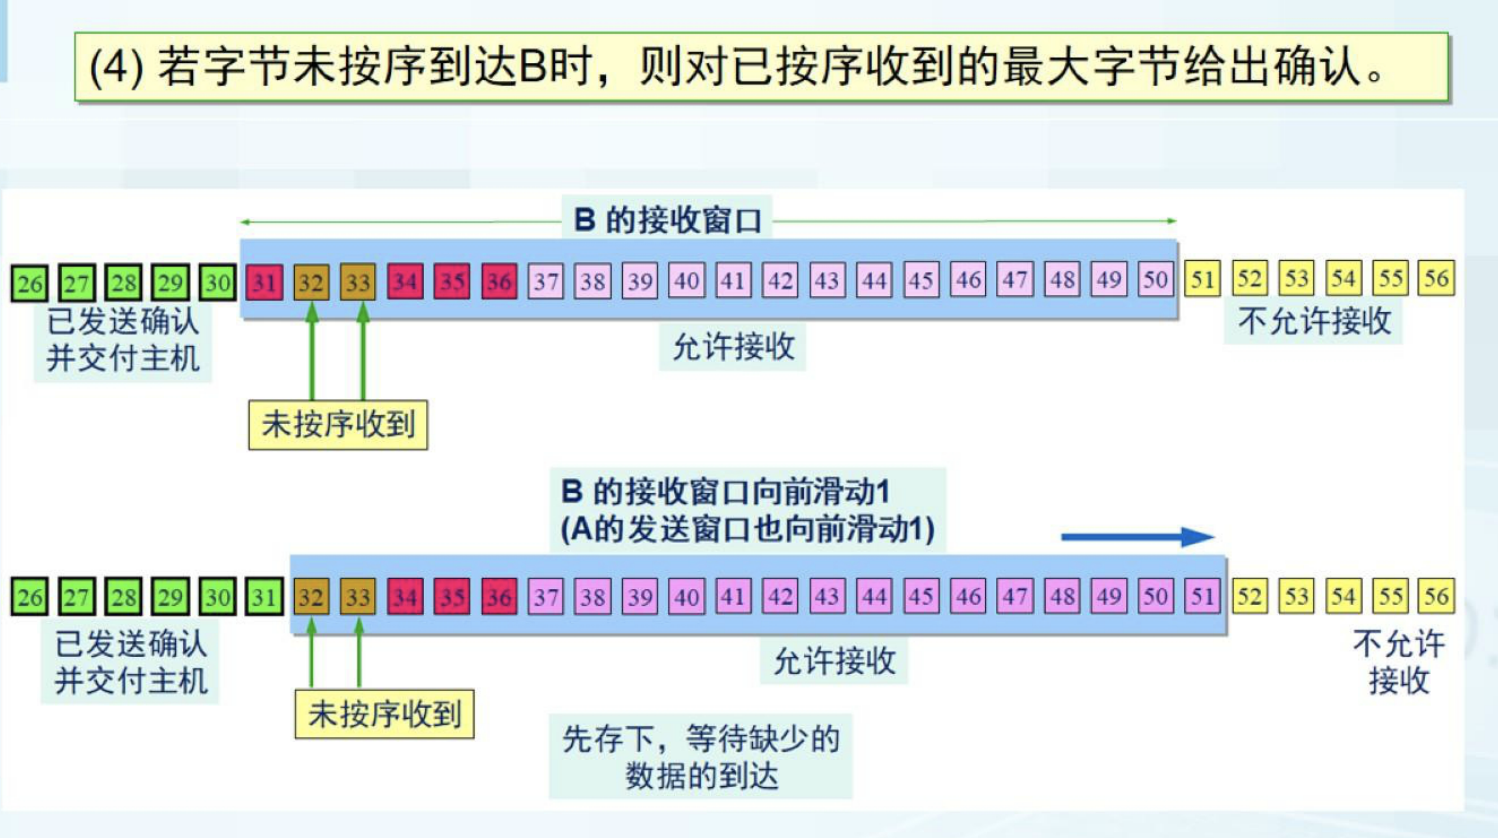 (4) 若字节未按序到达B时，则对已按序收到的最大字节给出确认。
B 的接收窗口
26 27 28 29 30 31 32 33 34 35 36 37 38 39 40 41 42 43 44 45 46 47 48 49 50 51 52 53 54 55 56
已发送确认
并交付主机
允许接收
不允许接收
未按序收到
B 的接收窗口向前滑动1
(A的发送窗口也向前滑动1)
26 27 28 29 30 31 32 33 34 35 36 37 38 39 40 41 42 43 44 45 46 47 48 49 50 51 52 53 54 55 56
已发送确认
并交付主机
允许接收
不允许
接收
未按序收到
先存下，等待缺少的
数据的到达